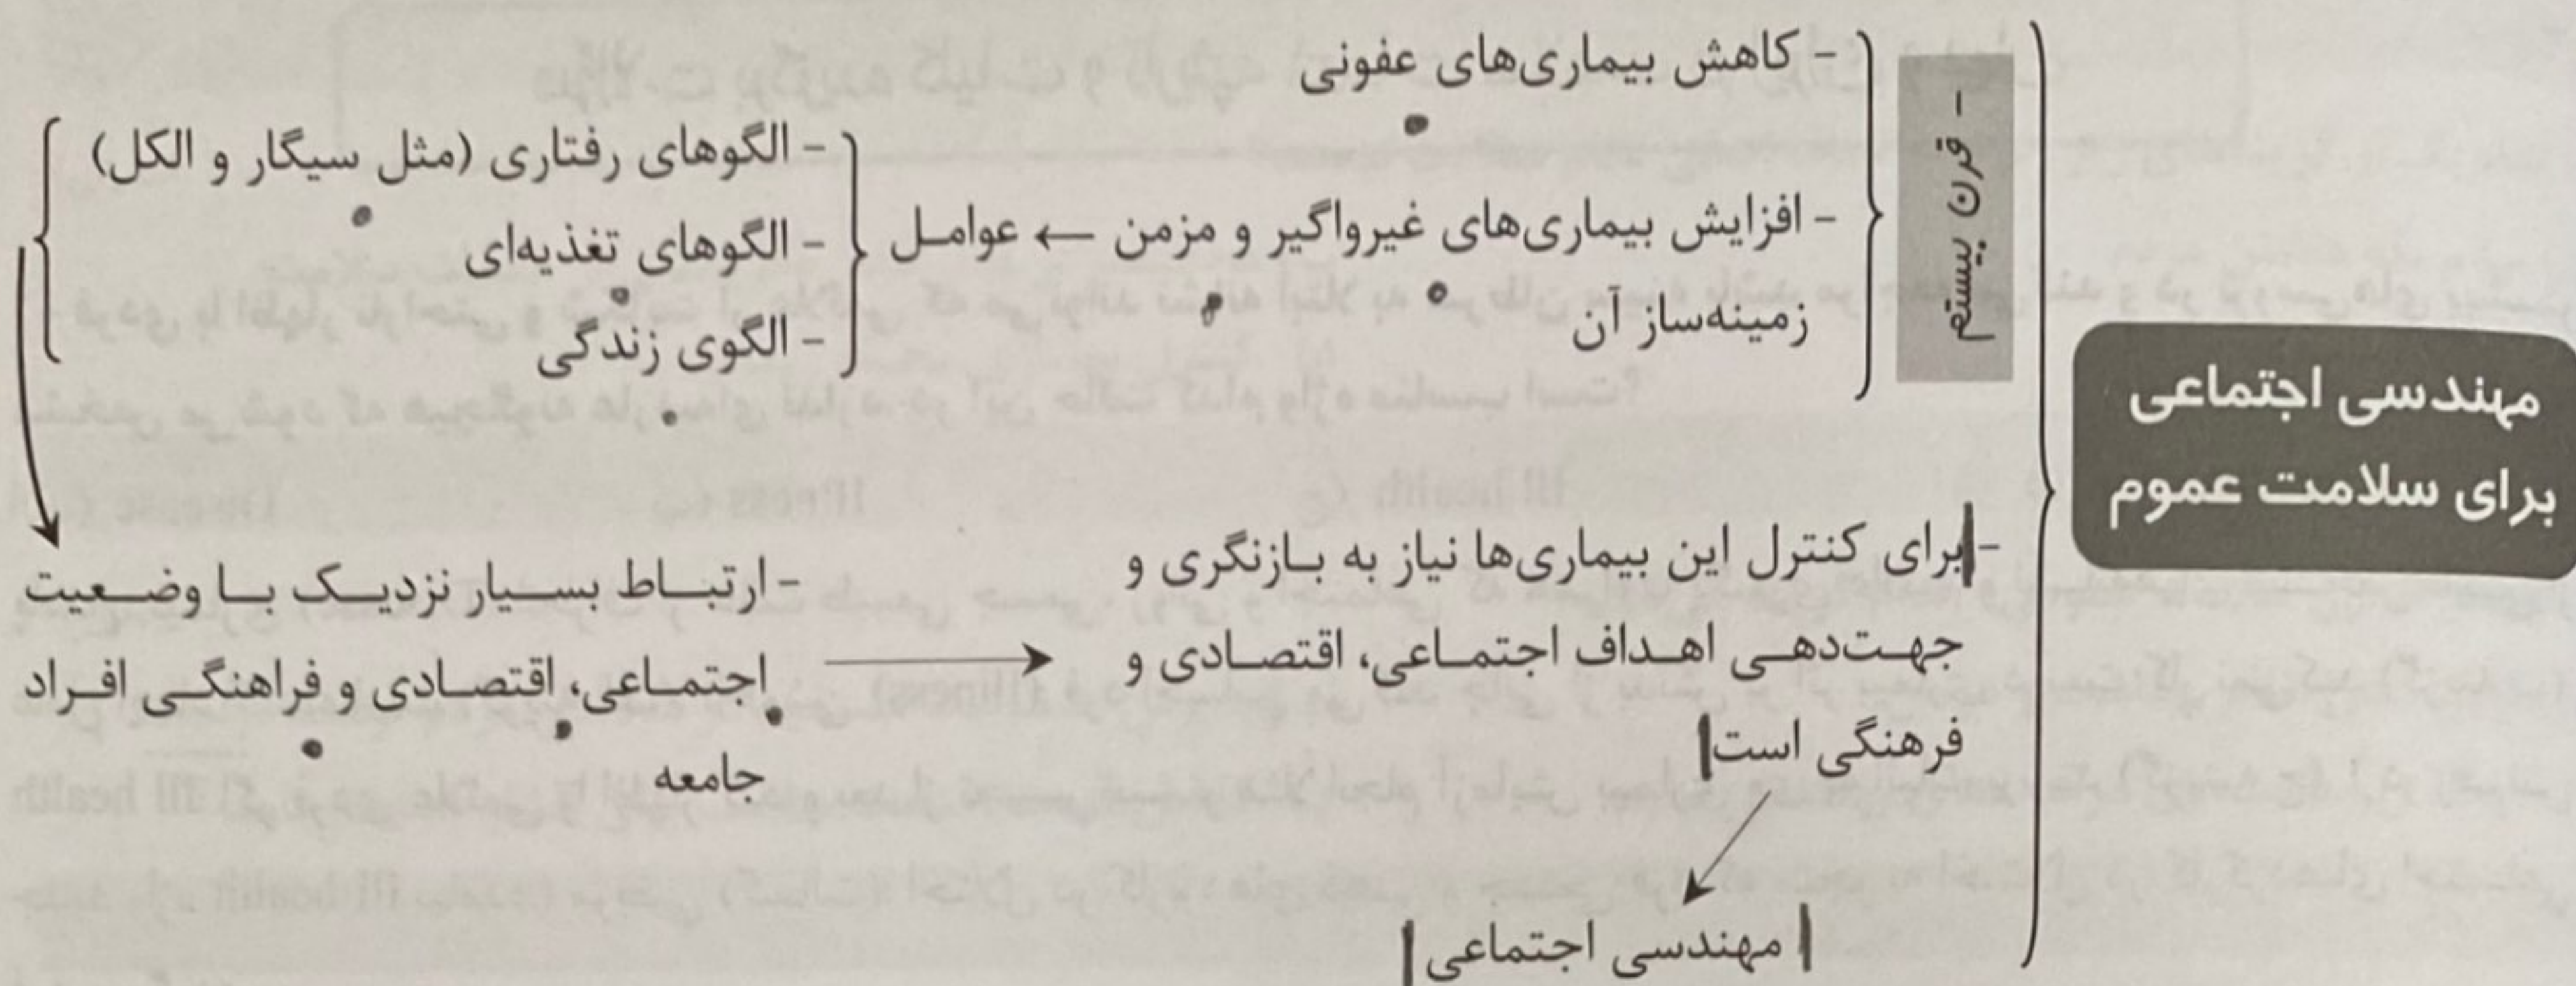 مهندسی اجتماعی
برای سلامت عموم
- قرن بیستم
- کاهش بیماری‌های عفونی
- افزایش بیماری‌های غیرواگیر و مزمن ← عوامل
زمینه‌ساز آن
- الگوهای رفتاری (مثل سیگار و الکل)
- الگوهای تغذیه‌ای
- الگوی زندگی
- ارتباط بسیار نزدیک با وضعیت
اجتماعی، اقتصادی و فراهنگی افراد
جامعه
- برای کنترل این بیماری‌ها نیاز به بازنگری و
جهت‌دهی اهداف اجتماعی، اقتصادی و
فرهنگی است
مهندسی اجتماعی